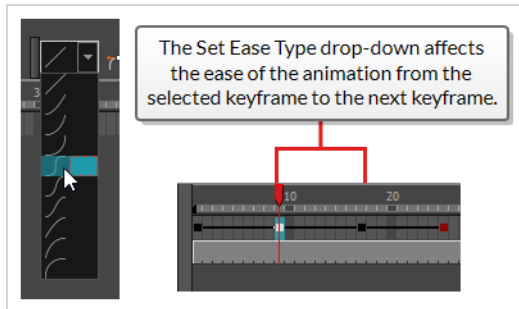 The Set Ease Type drop-down affects
the ease of the animation from the
selected keyframe to the next keyframe.
3
10
20